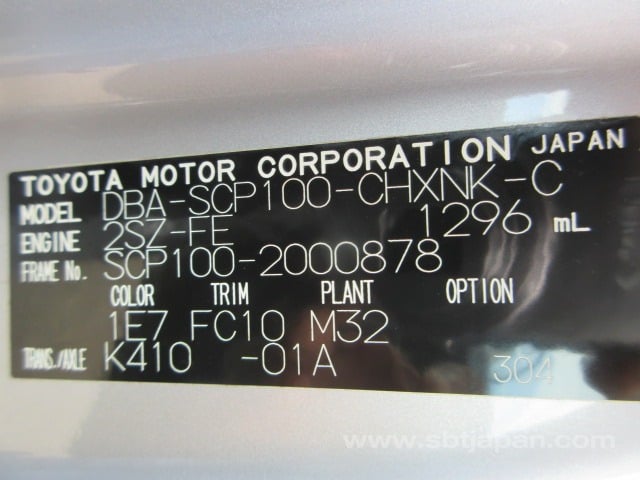 TOYOTA MOTOR CORPORATION JAPAN
MODEL DBA-SCP100-CHXNK-C
ENGINE 2SZ-FE 1296 mL
FRAME No. SCP100-2000878
COLOR TRIM PLANT OPTION
1E7 FC10 M32
TRANS./AXLE K410 -01A 304
www.sbtjapan.com